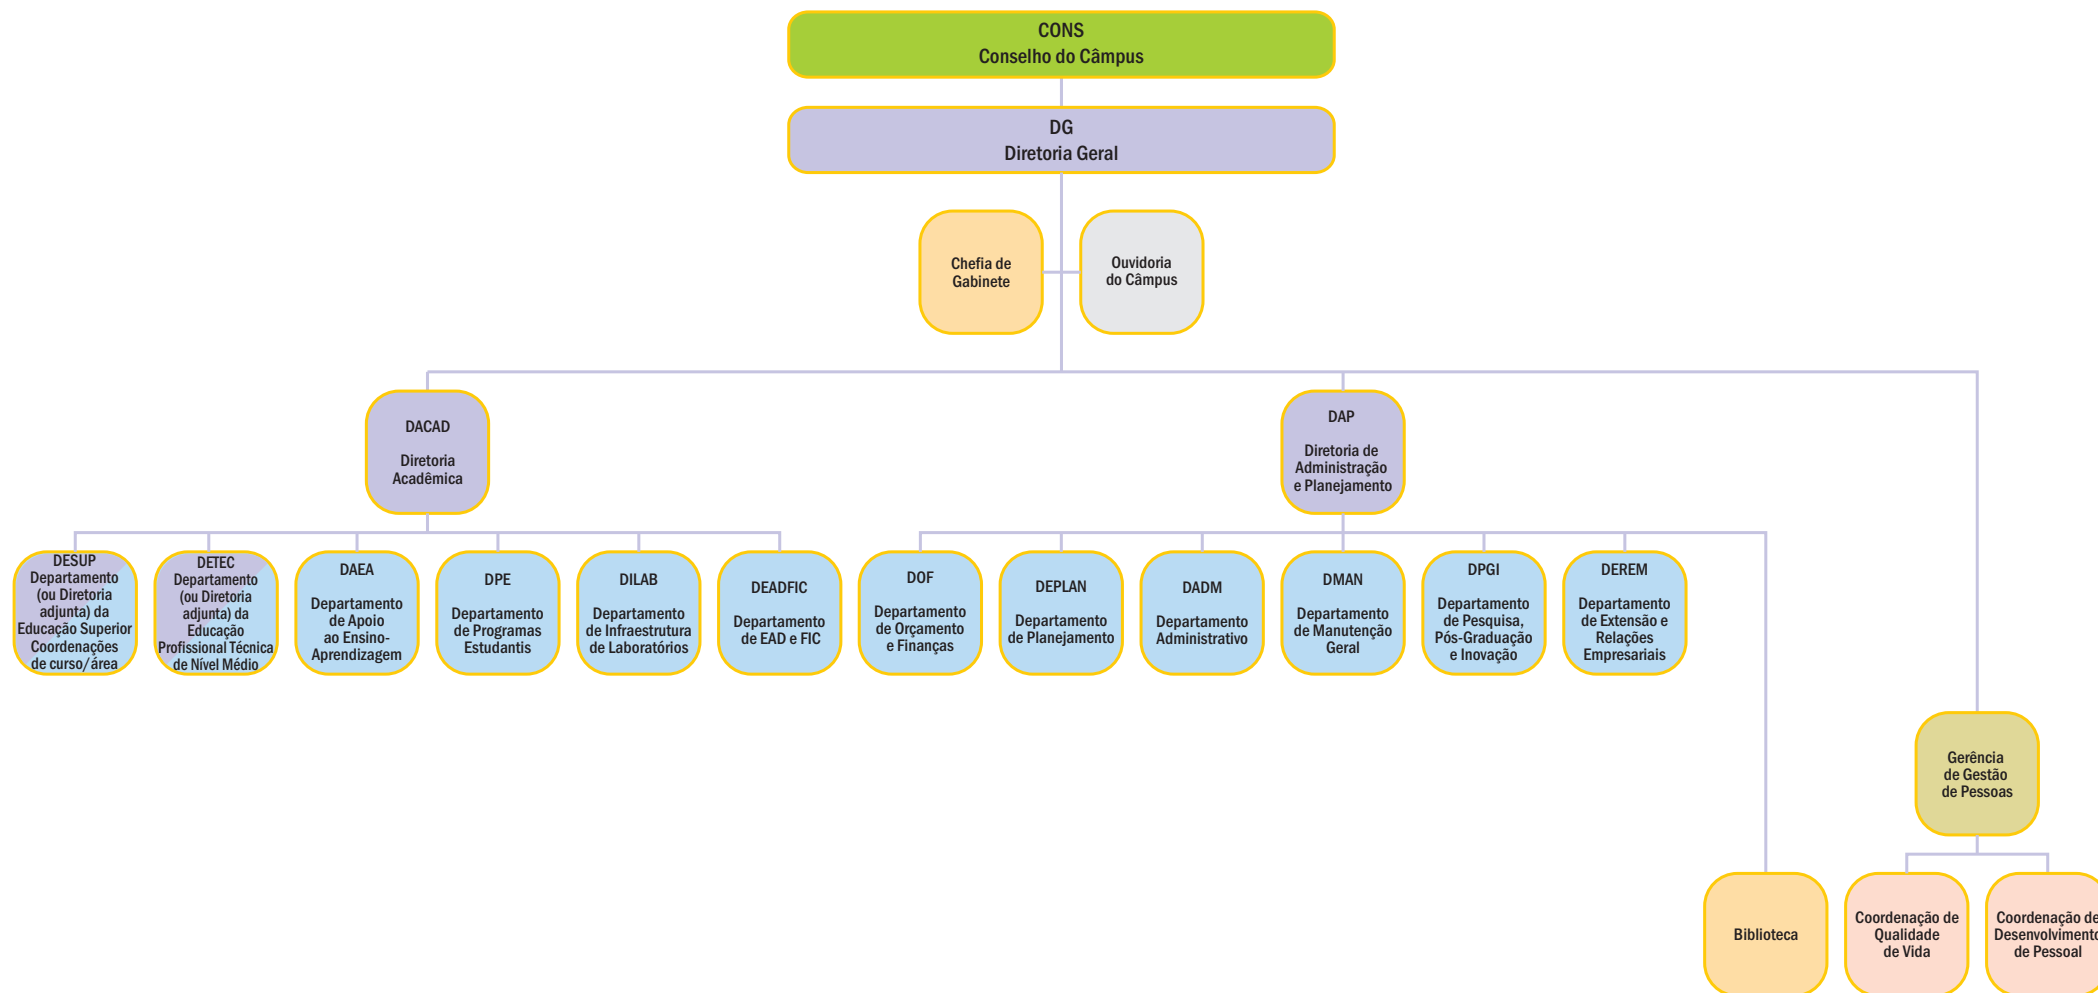 CONS
Conselho do Câmpus
DG
Diretoria Geral
Chefia de
Gabinete
Ouvidoria
do Câmpus
DACAD
Diretoria
Acadêmica
DAP
Diretoria de
Administração
e Planejamento
DESUP
Departamento
(ou Diretoria
adjunta) da
Educação Superior
Coordenações
de curso/área
DETEC
Departamento
(ou Diretoria
adjunta) da
Educação
Profissional Técnica
de Nível Médio
DAEA
Departamento
de Apoio
ao Ensino-
Aprendizagem
DPE
Departamento
de Programas
Estudantis
DILAB
Departamento
de Infraestrutura
de Laboratórios
DEADFIC
Departamento
de EAD e FIC
DOF
Departamento
de Orçamento
e Finanças
DEPLAN
Departamento
de Planejamento
DADM
Departamento
Administrativo
DMAN
Departamento
de Manutenção
Geral
DPGI
Departamento
de Pesquisa,
Pós-Graduação
e Inovação
DEREM
Departamento
de Extensão e
Relações
Empresariais
Gerência
de Gestão
de Pessoas
Biblioteca
Coordenação de
Qualidade
de Vida
Coordenação de
Desenvolvimento
de Pessoal